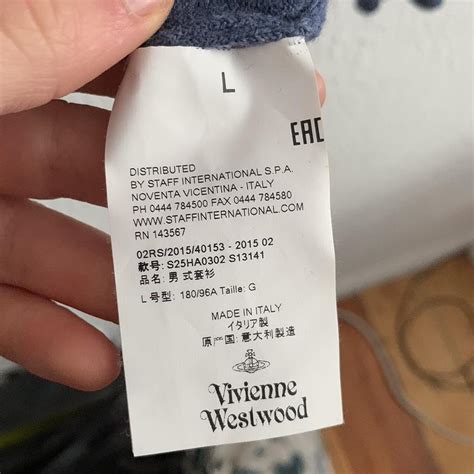 L
EAC
DISTRIBUTED
BY STAFF INTERNATIONAL S.P.A.
NOVENTA VICENTINA - ITALY
PH 0444 784500 FAX 0444 784580
WWW.STAFFINTERNATIONAL.COM
RN 143567
02RS/2015/40153 - 2015 02
款号: S25HA0302 S13141
品名: 男式套衫
L 号型: 180/96A Taille: G
MADE IN ITALY
イタリア製
原产国: 意大利製造
Vivienne
Westwood